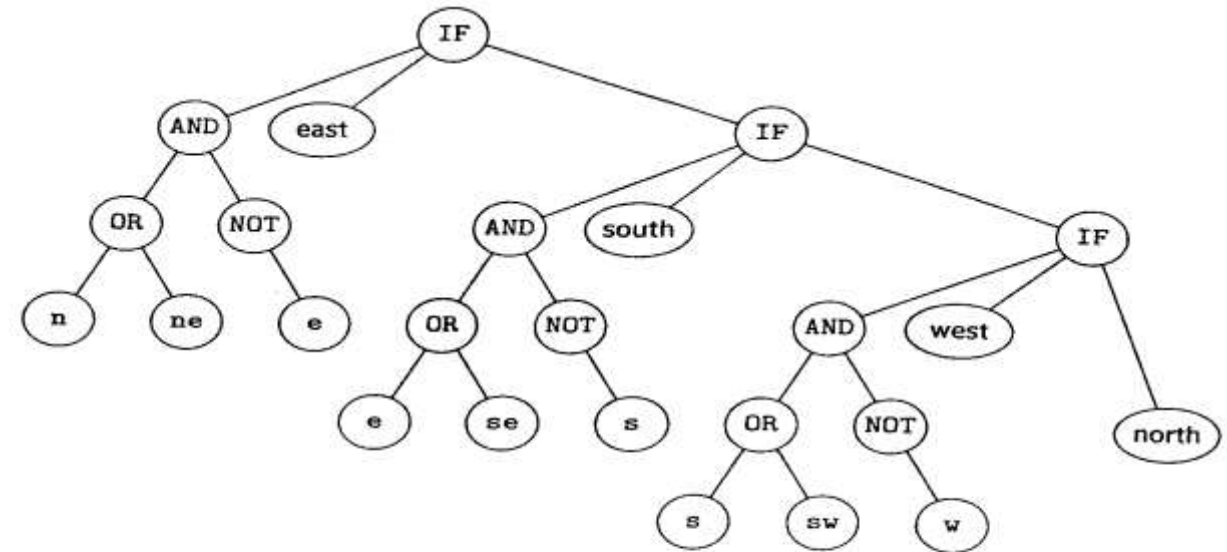 IF
AND east IF
OR NOT AND south IF
n ne e OR NOT AND west
e se s OR NOT north
s sw w